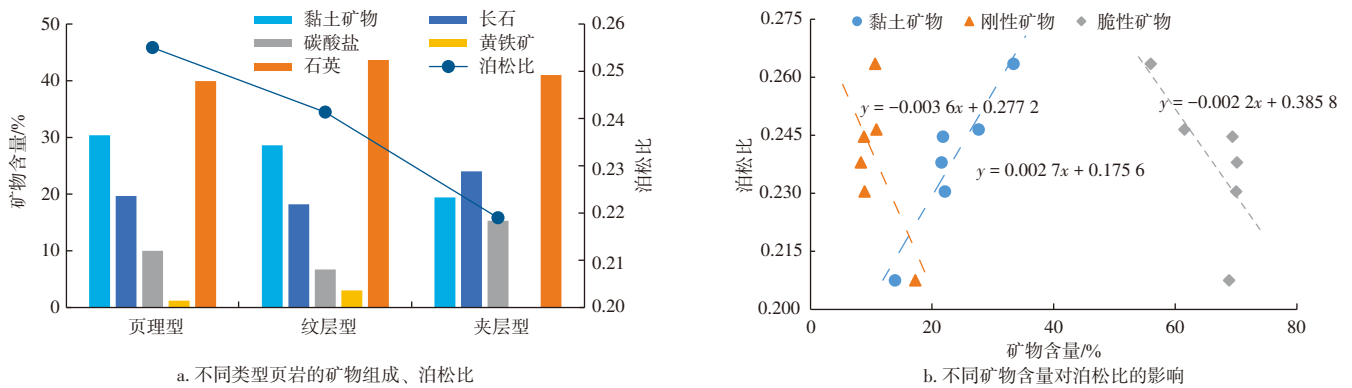 黏土矿物 长石
碳酸盐 黄铁矿
石英 泊松比
矿物含量/%
50
40
30
20
10
0
泊松比
0.26
0.25
0.24
0.23
0.22
0.21
0.20
页理型 纹层型 夹层型
a. 不同类型页岩的矿物组成、泊松比
黏土矿物 刚性矿物 脆性矿物
泊松比
0.275
0.260
0.245
0.230
0.215
0.200
y = −0.003 6x + 0.277 2
y = −0.002 2x + 0.385 8
y = 0.002 7x + 0.175 6
0 20 40 60 80
矿物含量/%
b. 不同矿物含量对泊松比的影响